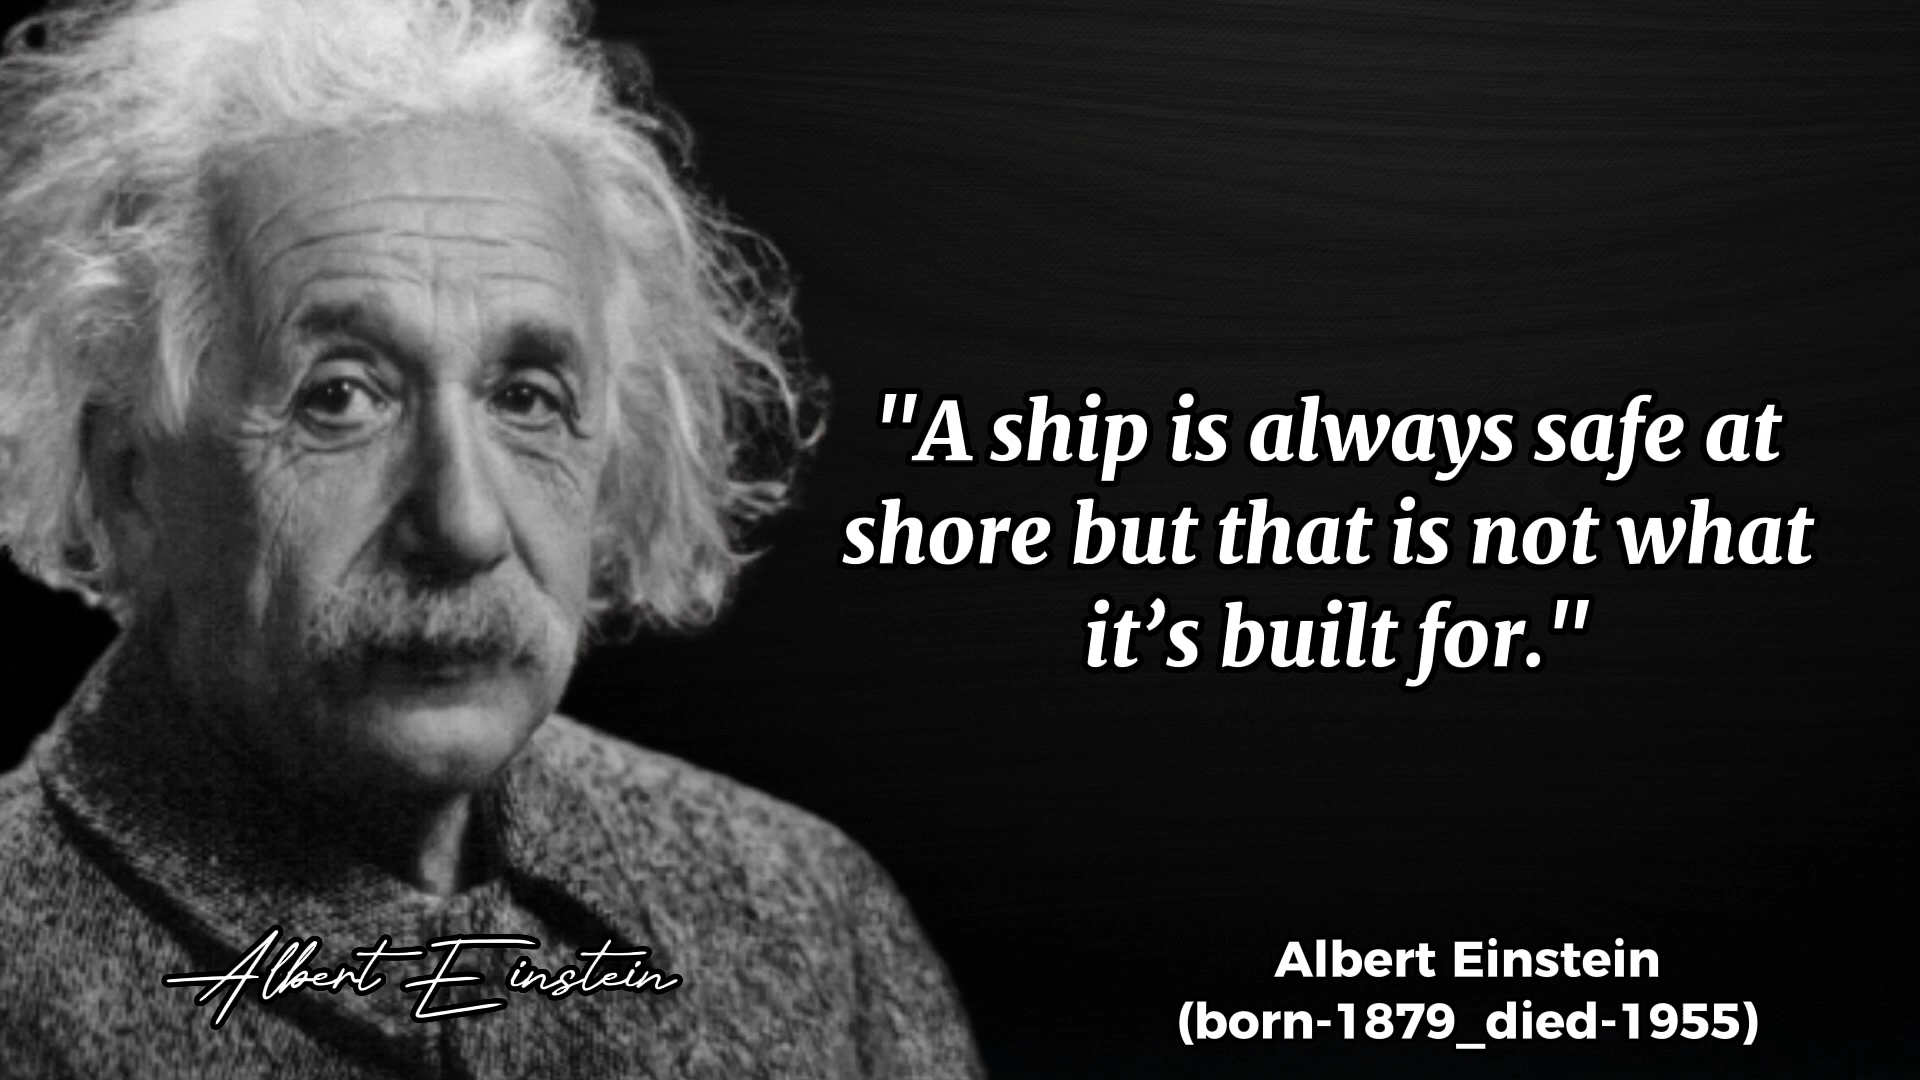 "A ship is always safe at
shore but that is not what
it’s built for."
Albert Einstein
Albert Einstein
(born-1879_died-1955)